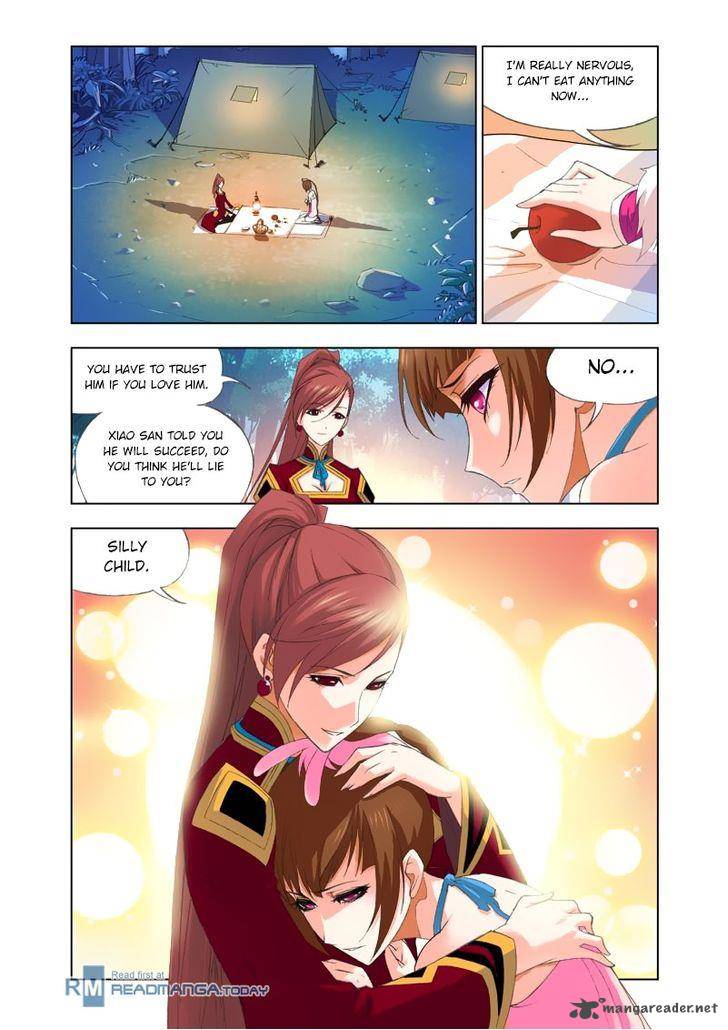 I'M REALLY NERVOUS,
I CAN'T EAT ANYTHING
NOW...
YOU HAVE TO TRUST
HIM IF YOU LOVE HIM.
XIAO SAN TOLD YOU
HE WILL SUCCEED, DO
YOU THINK HE'LL LIE
TO YOU?
NO...
SILLY
CHILD.
Read first at
RM READMANGA.TODAY
mangareader.net